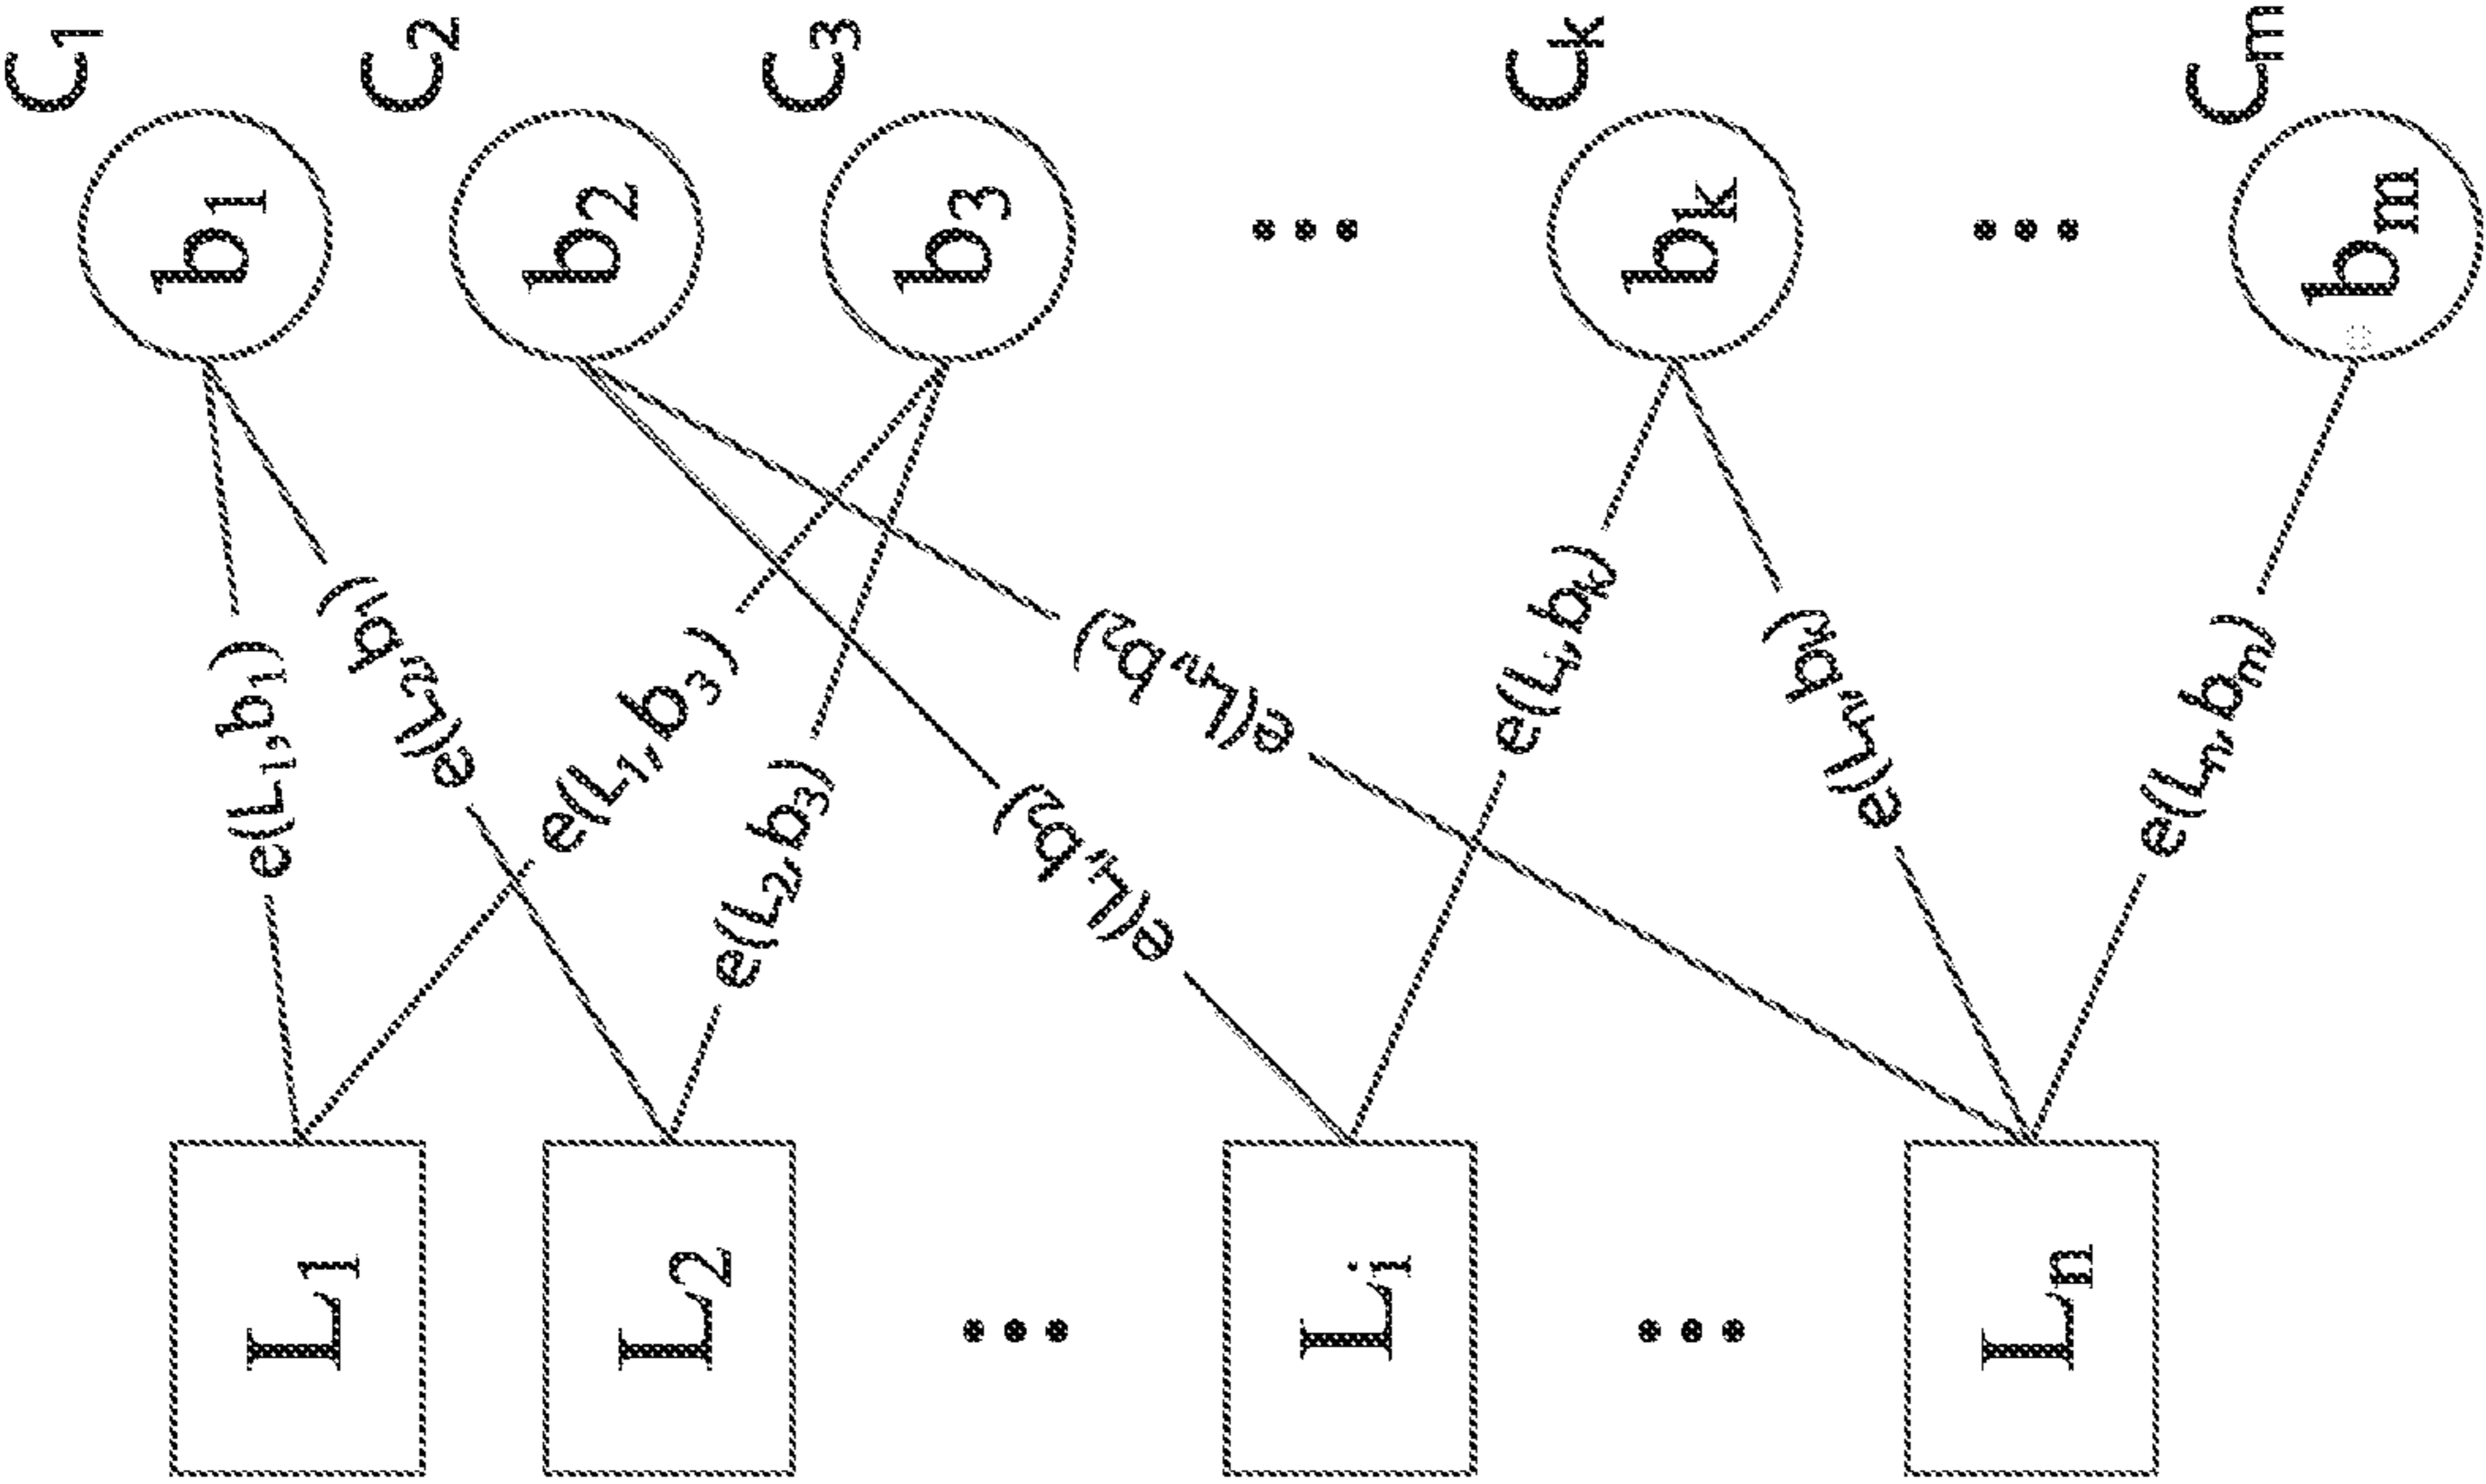 C1
C2
C3
Ck
Cm
b1
b2
b3
...
bk
...
bm
e(L1,b1)
e(L2,b1)
e(L1,b3)
e(L2,b3)
e(Li,b2)
e(Ln,b2)
e(Li,bk)
e(Ln,bk)
e(Ln,bm)
L1
L2
...
Li
...
Ln